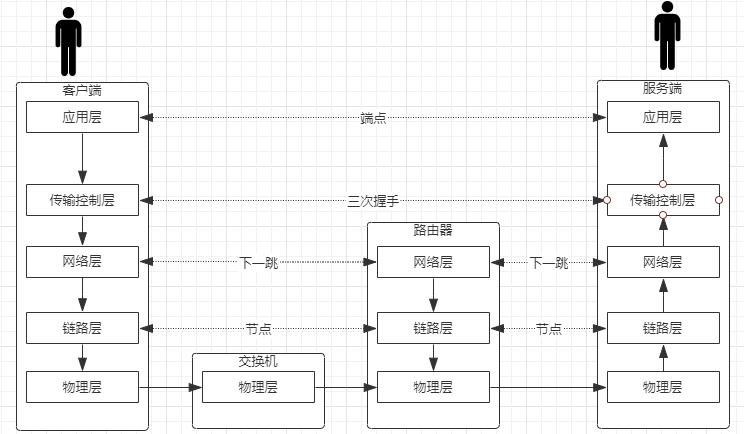 客户端
服务端
应用层
端点
应用层
传输控制层
三次握手
传输控制层
路由器
网络层
下一跳
网络层
下一跳
网络层
链路层
节点
链路层
节点
链路层
交换机
物理层
物理层
物理层
物理层